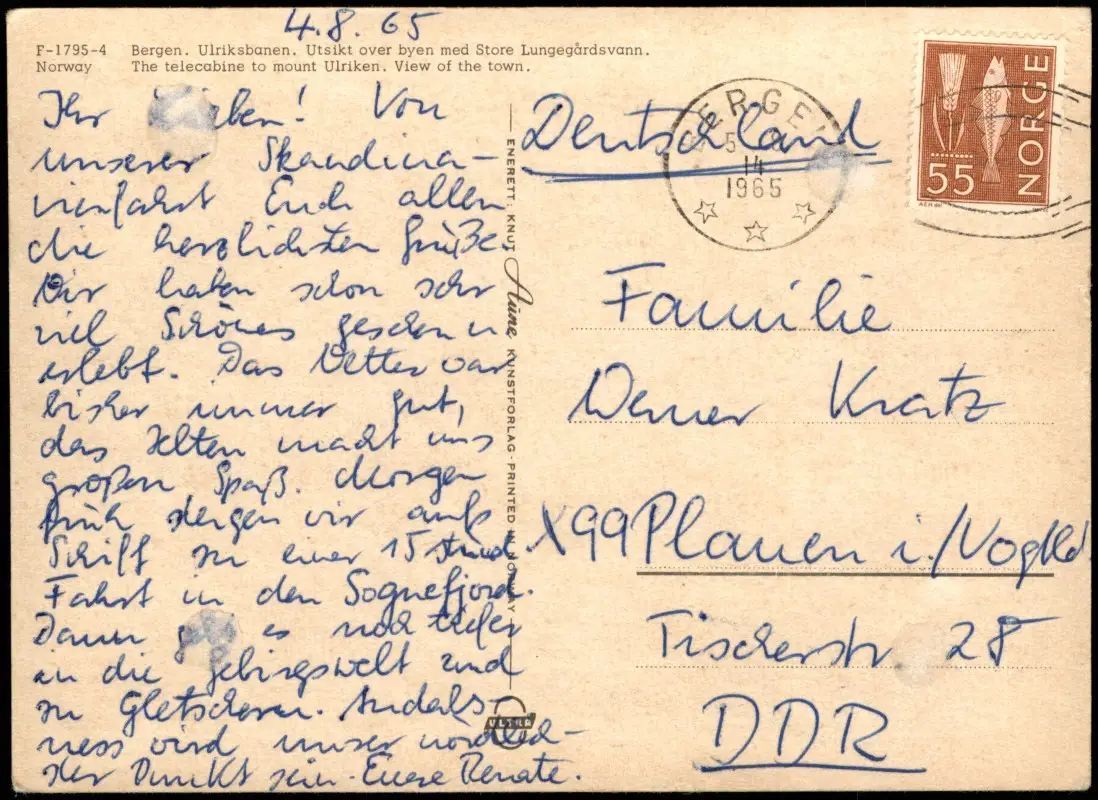 4.8.65
F-1795-4 Bergen. Ulriksbanen. Utsikt over byen med Store Lungegårdsvann.
Norway The telecabine to mount Ulriken. View of the town.
Ihr Lieben! Von
unserer Skandina-
vienfahrt Euch allen
die herzlichsten Grüße.
Wir haben schon sehr
viel Schönes gesehen u
erlebt. Das Wetter war
bisher immer gut,
das Zelten macht uns
großen Spaß. Morgen
früh steigen wir aufs
Schiff zu einer 15 stünd.
Fahrt in den Sognefjord.
Dann geht es noch tiefer
in die Gebirgswelt und
zu Gletschern. Andals-
ness wird unser nördlich-
ster Punkt sein. Euere Renate.
ENERETT: KNUT Aune KUNSTFORLAG · PRINTED IN NORWAY
ULTRA
Deutschland
BERGEN
5
14
1965
NORGE
55
Familie
Werner Kratz
X99 Plauen i./Vogtld
Tischerstr 28
DDR